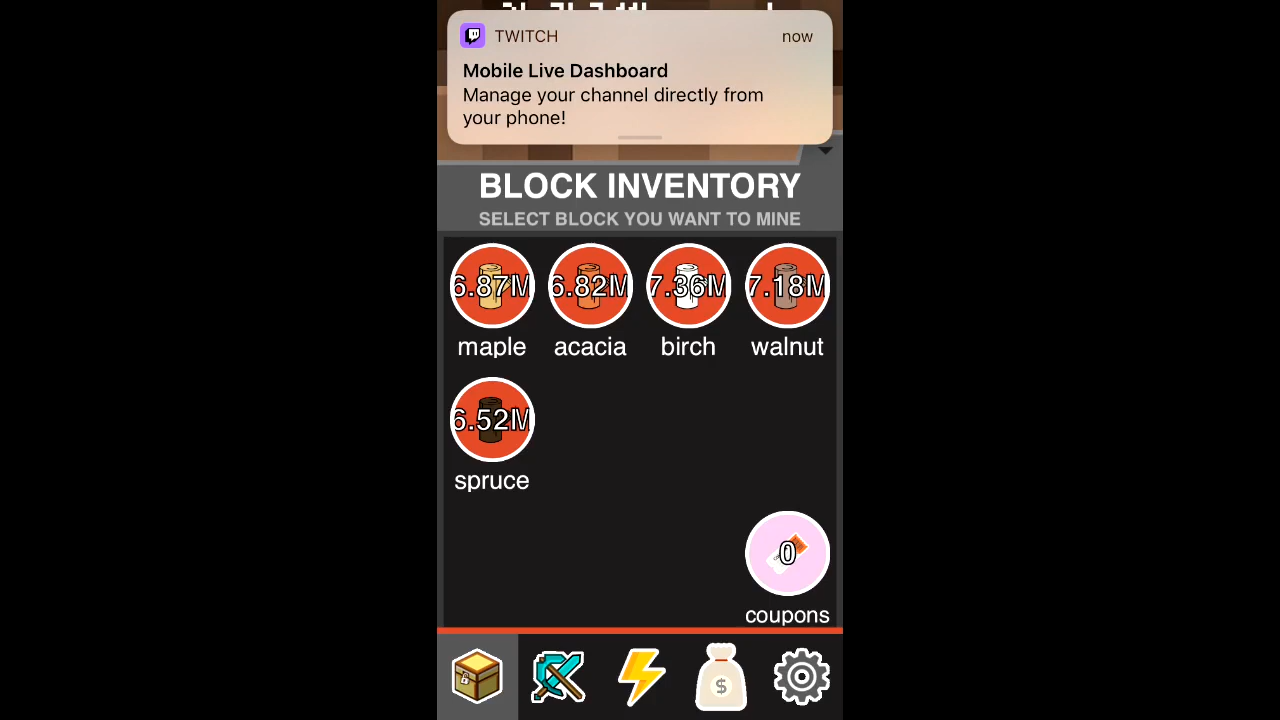 TWITCH
now
Mobile Live Dashboard
Manage your channel directly from
your phone!
BLOCK INVENTORY
SELECT BLOCK YOU WANT TO MINE
6.87M 6.82M 7.36M 7.18M
maple acacia birch walnut
6.52M
spruce
0
coupons
$